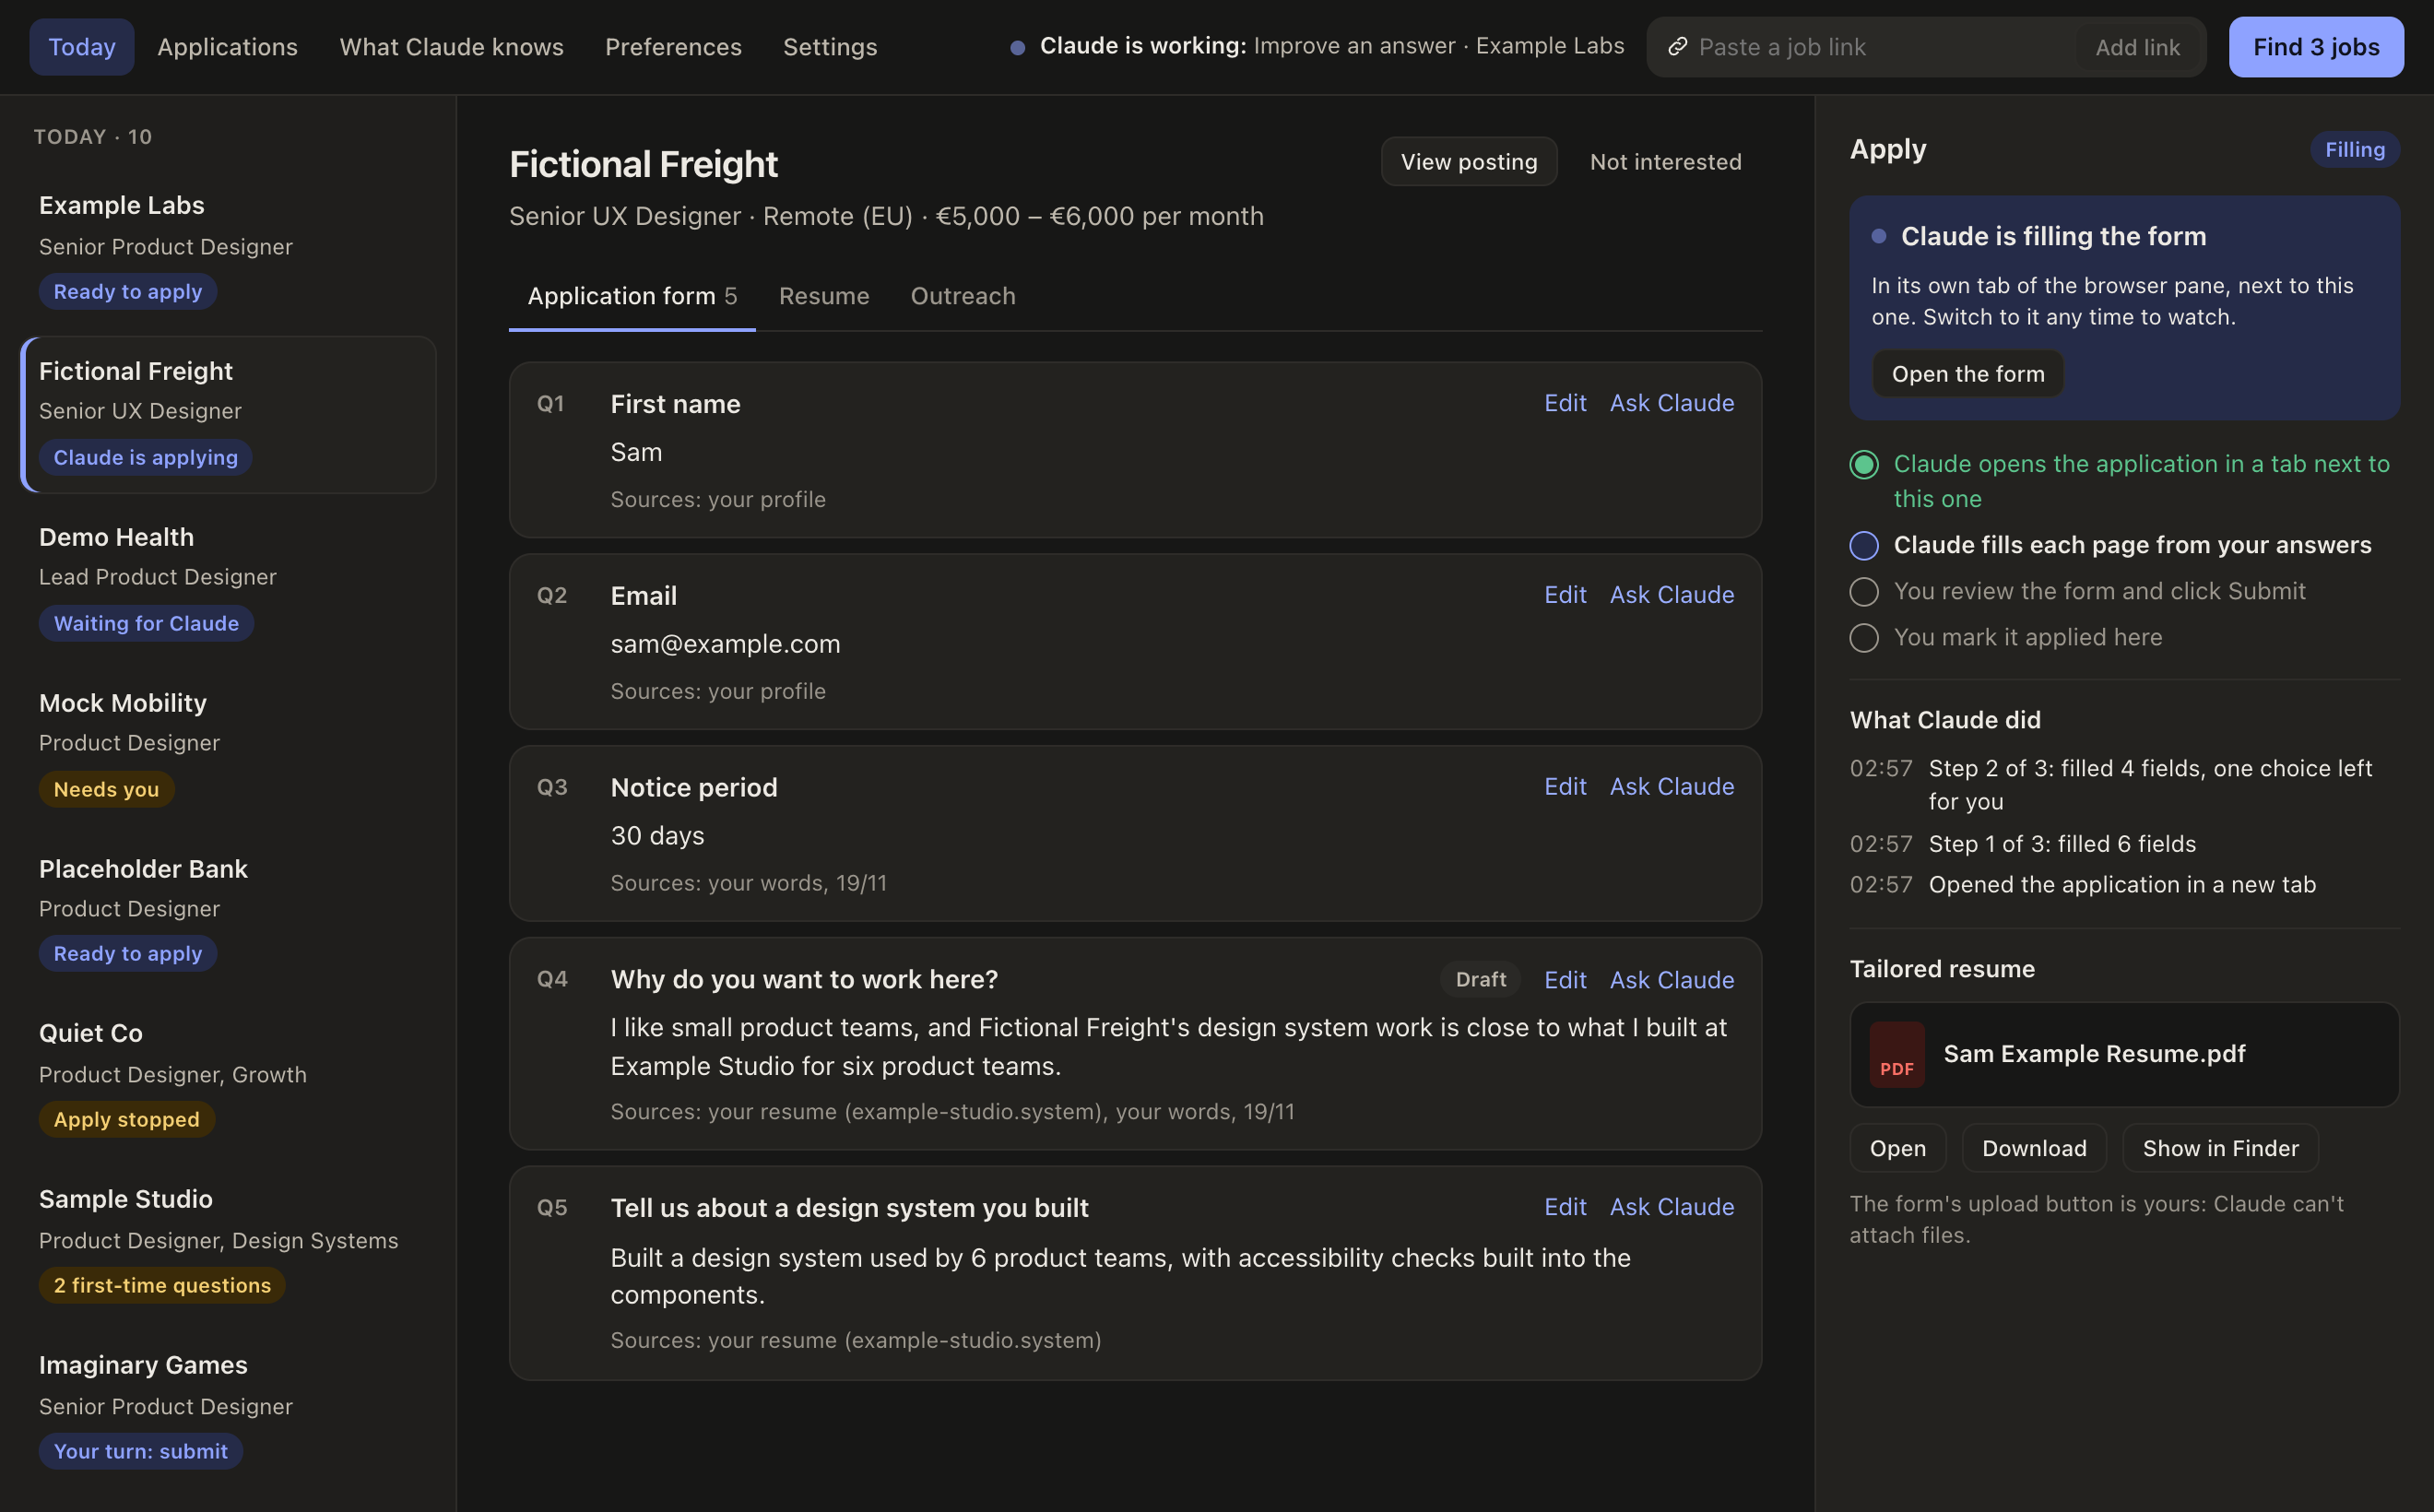 Today
Applications
What Claude knows
Preferences
Settings
Claude is working: Improve an answer · Example Labs
Paste a job link
Add link
Find 3 jobs
TODAY · 10
Example Labs
Senior Product Designer
Ready to apply
Fictional Freight
Senior UX Designer
Claude is applying
Demo Health
Lead Product Designer
Waiting for Claude
Mock Mobility
Product Designer
Needs you
Placeholder Bank
Product Designer
Ready to apply
Quiet Co
Product Designer, Growth
Apply stopped
Sample Studio
Product Designer, Design Systems
2 first-time questions
Imaginary Games
Senior Product Designer
Your turn: submit
Fictional Freight
View posting
Not interested
Senior UX Designer · Remote (EU) · €5,000 – €6,000 per month
Application form 5
Resume
Outreach
Q1 First name Edit Ask Claude
Sam
Sources: your profile
Q2 Email Edit Ask Claude
sam@example.com
Sources: your profile
Q3 Notice period Edit Ask Claude
30 days
Sources: your words, 19/11
Q4 Why do you want to work here? Draft Edit Ask Claude
I like small product teams, and Fictional Freight's design system work is close to what I built at
Example Studio for six product teams.
Sources: your resume (example-studio.system), your words, 19/11
Q5 Tell us about a design system you built Edit Ask Claude
Built a design system used by 6 product teams, with accessibility checks built into the
components.
Sources: your resume (example-studio.system)
Apply
Filling
Claude is filling the form
In its own tab of the browser pane, next to this
one. Switch to it any time to watch.
Open the form
Claude opens the application in a tab next to
this one
Claude fills each page from your answers
You review the form and click Submit
You mark it applied here
What Claude did
02:57 Step 2 of 3: filled 4 fields, one choice left
for you
02:57 Step 1 of 3: filled 6 fields
02:57 Opened the application in a new tab
Tailored resume
PDF
Sam Example Resume.pdf
Open
Download
Show in Finder
The form's upload button is yours: Claude can't
attach files.